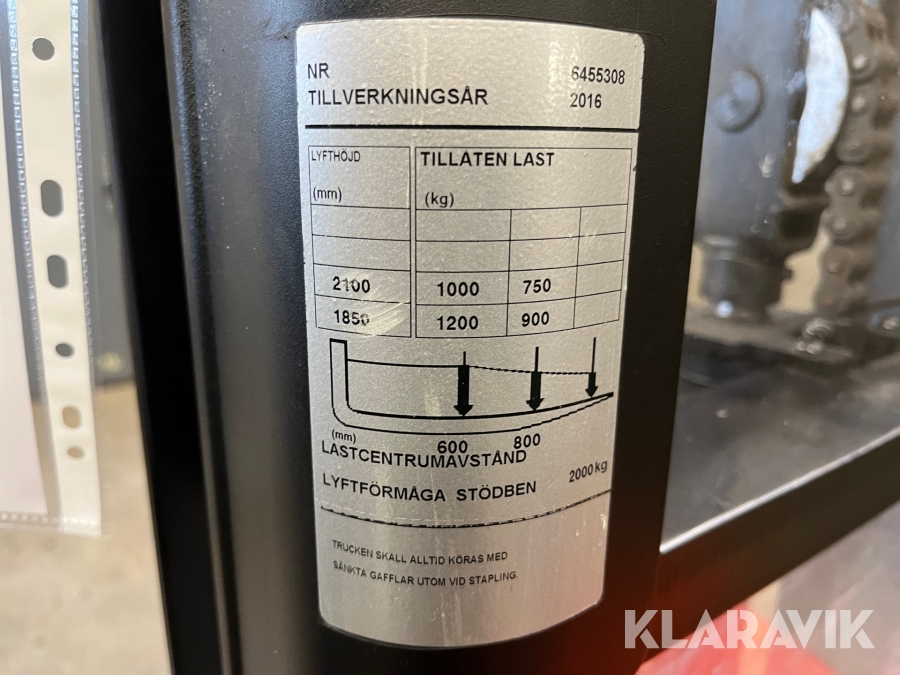 NR 6455308
TILLVERKNINGSÅR 2016
LYFTHÖJD TILLÅTEN LAST
(mm) (kg)
2100 1000 750
1850 1200 900
(mm) 600 800
LASTCENTRUMAVSTÅND
LYFTFÖRMÅGA STÖDBEN 2000kg
TRUCKEN SKALL ALLTID KÖRAS MED
SÄNKTA GAFFLAR UTOM VID STAPLING.
KLARAVIK